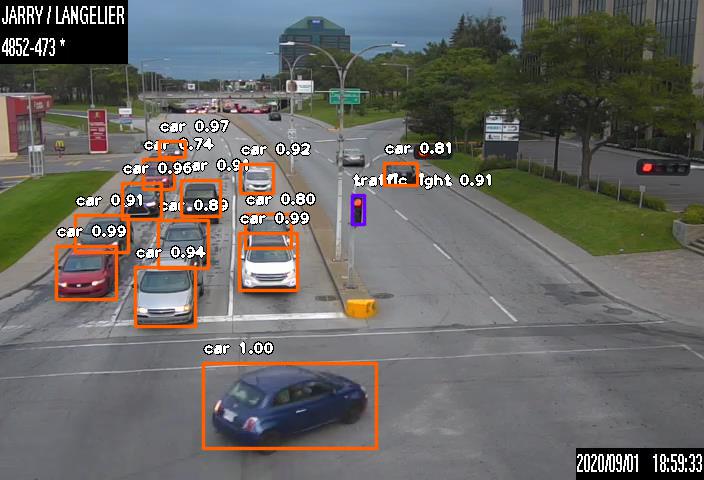 JARRY / LANGELIER
4852-473 *
car 0.97
car 0.74
car 0.96
car 0.91
car 0.92
car 0.81
traffic light 0.91
car 0.91
car 0.89
car 0.80
car 0.99
car 0.99
car 0.94
car 1.00
2020/09/01 18:59:33